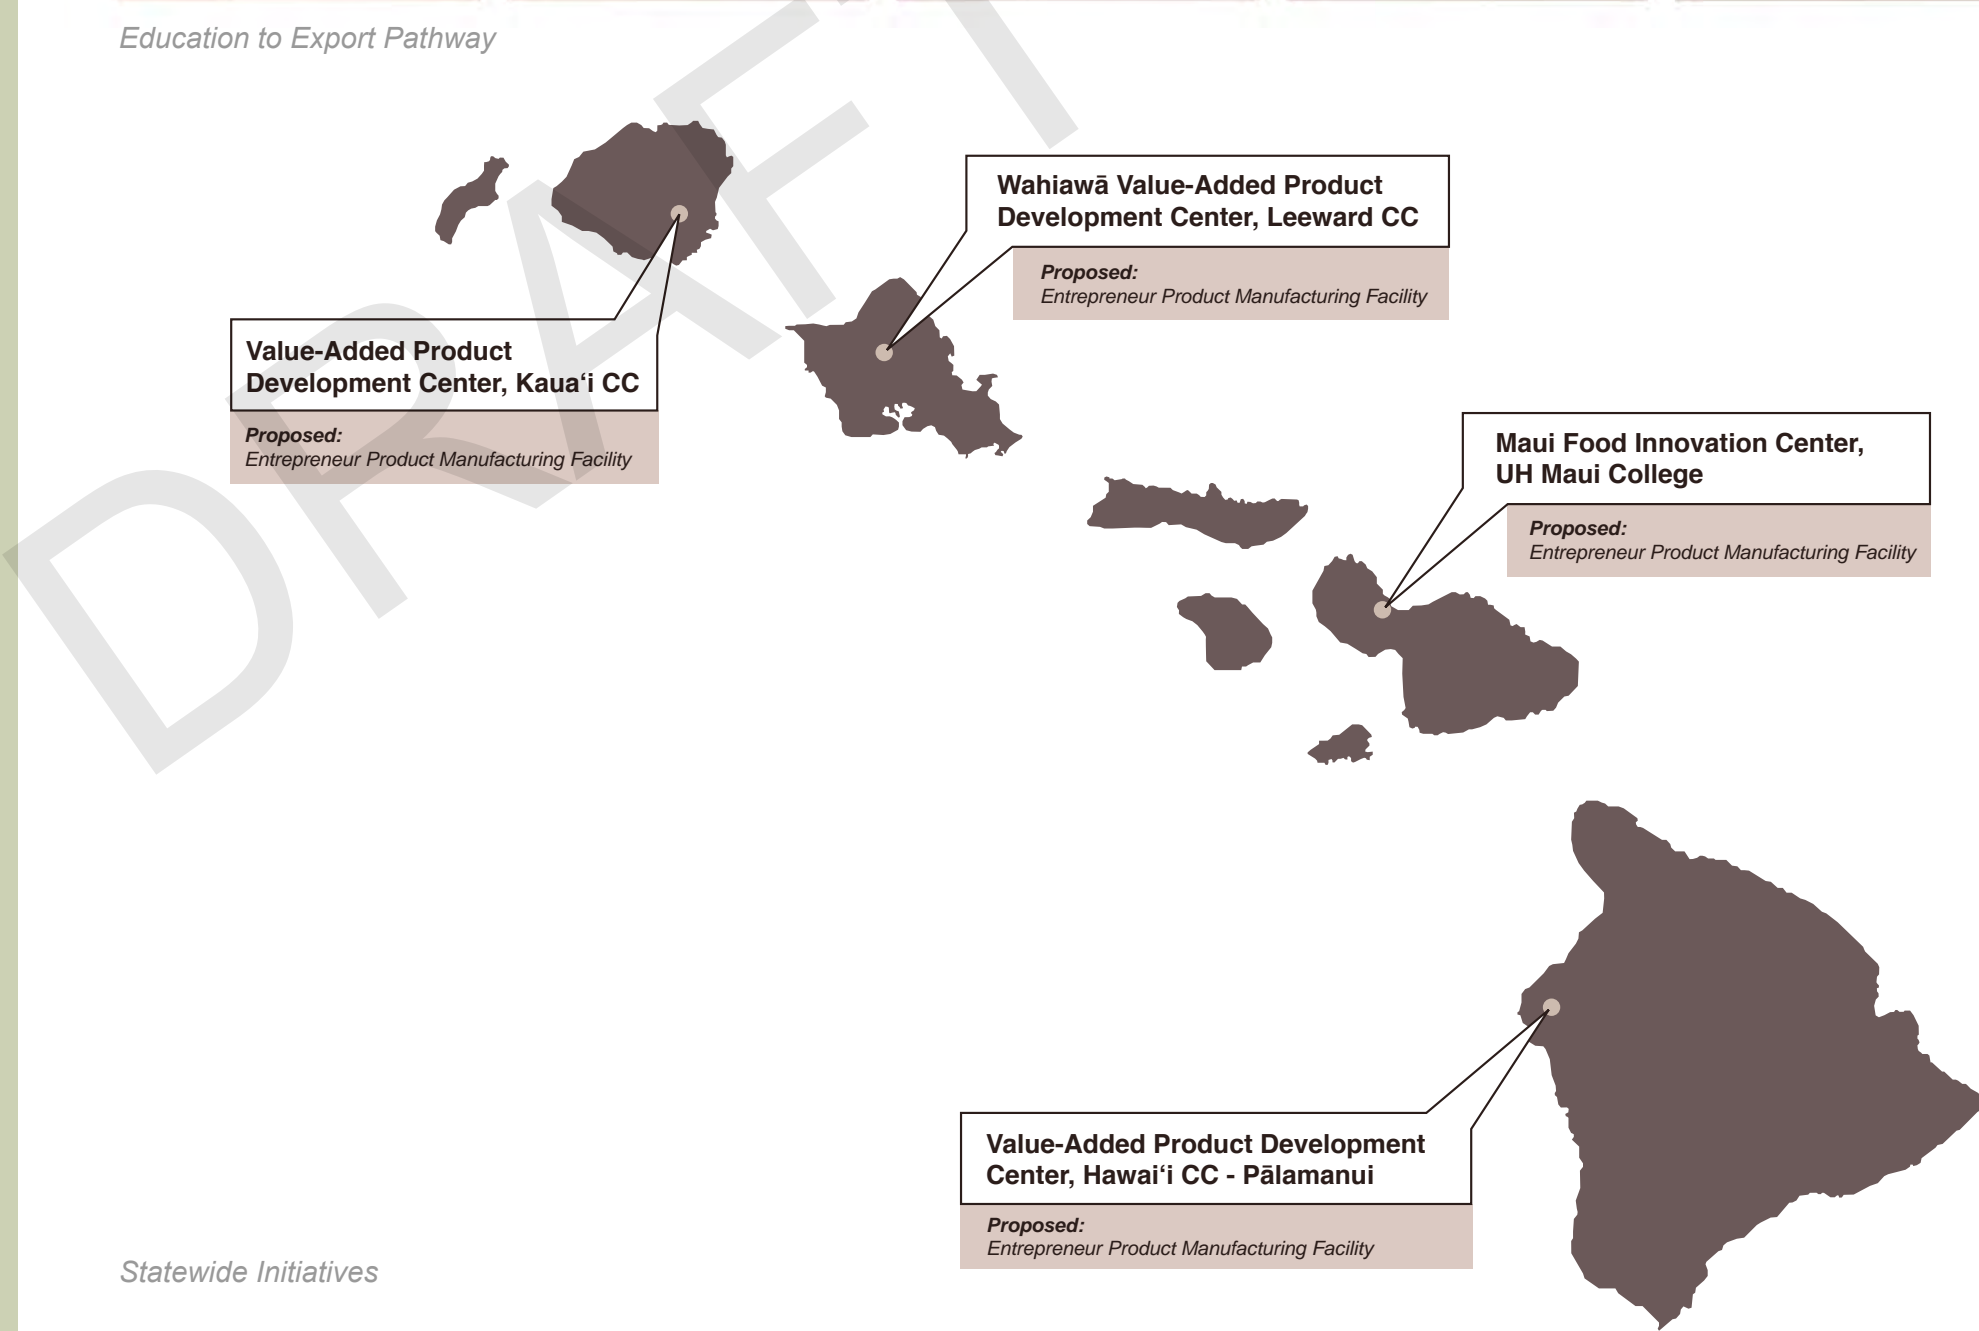 Education to Export Pathway
Wahiawā Value-Added Product
Development Center, Leeward CC
Proposed:
Entrepreneur Product Manufacturing Facility
Value-Added Product
Development Center, Kauaʻi CC
Proposed:
Entrepreneur Product Manufacturing Facility
Maui Food Innovation Center,
UH Maui College
Proposed:
Entrepreneur Product Manufacturing Facility
Value-Added Product Development
Center, Hawaiʻi CC - Pālamanui
Proposed:
Entrepreneur Product Manufacturing Facility
Statewide Initiatives
DRAFT